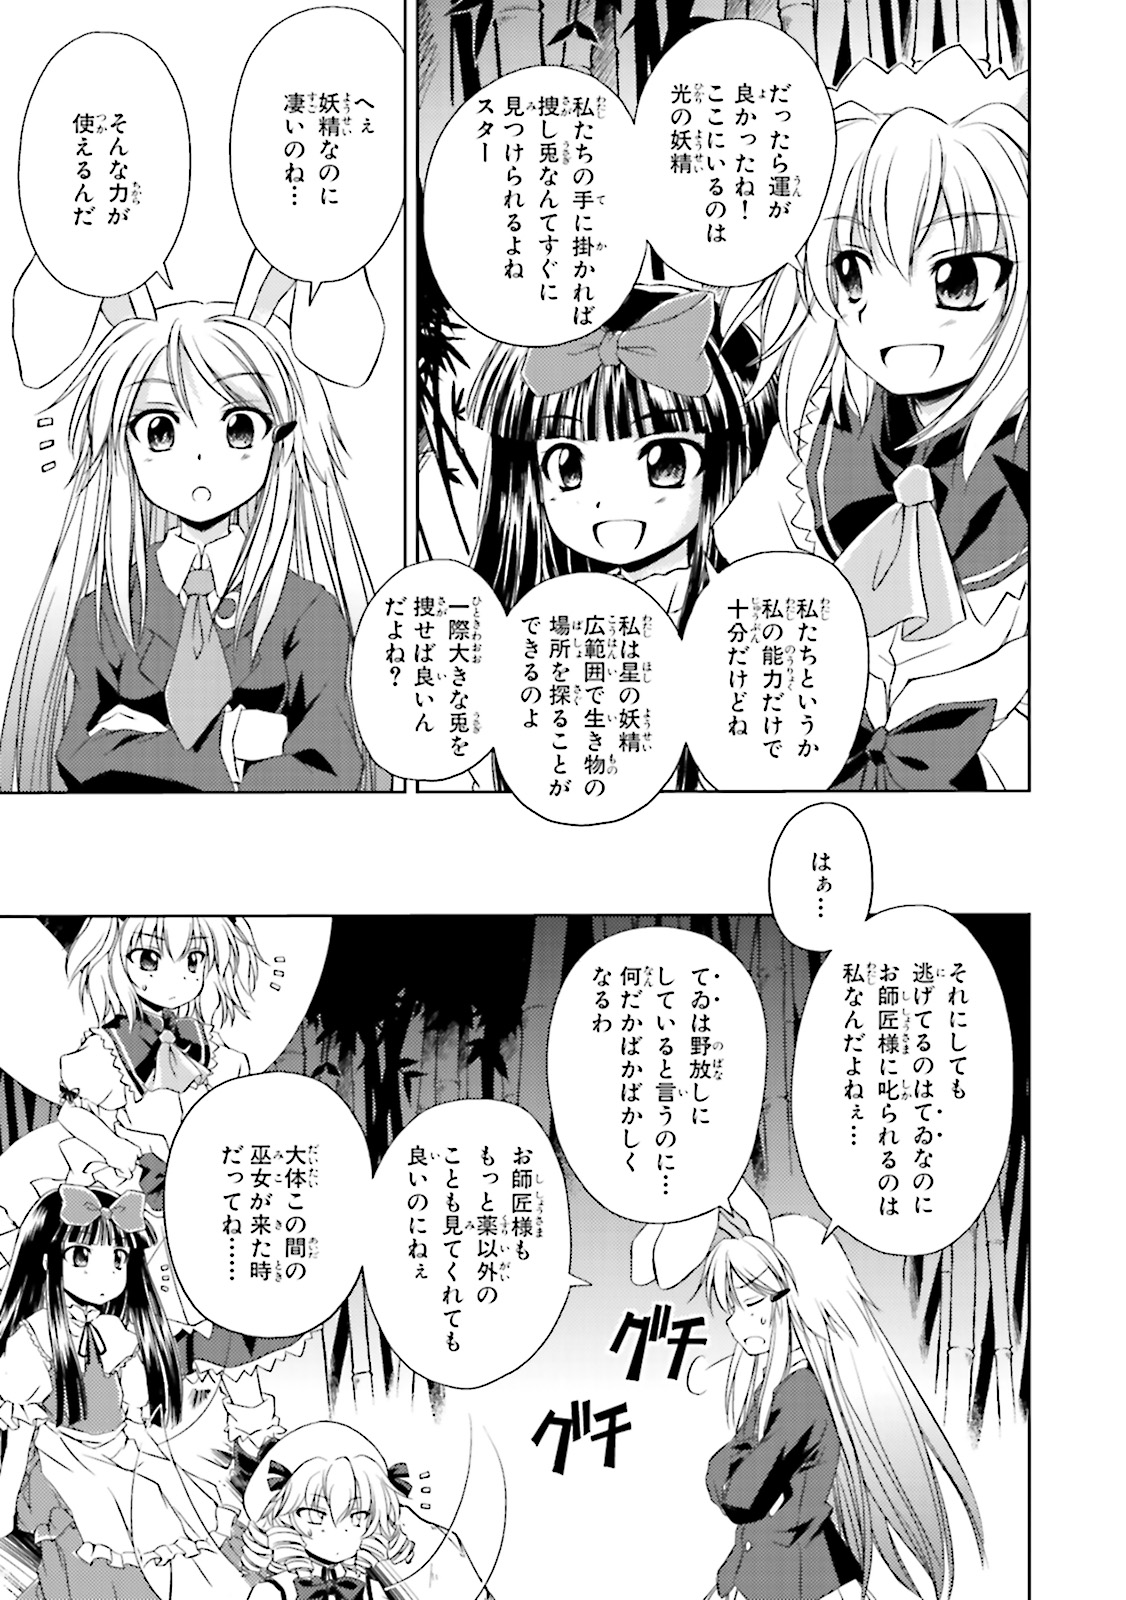 だったら運が
良かったね！
ここにいるのは
光の妖精
私たちの手に掛かれば
捜し兎なんてすぐに
見つけられるよね
スター
私たちというか
私の能力だけで
十分だけどね
私は星の妖精
広範囲で生き物の
場所を探ることが
できるのよ
一際大きな兎を
捜せば良いん
だよね？
へぇ
妖精なのに
凄いのね…
そんな力が
使えるんだ
はぁ…
それにしても
逃げてるのはてゐなのに
お師匠様に叱られるのは
私なんだよねぇ…
てゐは野放しに
していると言うのに…
何だかばかばかしく
なるわ
お師匠様も
もっと薬以外の
ことも見てくれても
良いのにねぇ
大体この間の
巫女が来た時
だってね……
グチ
グチ